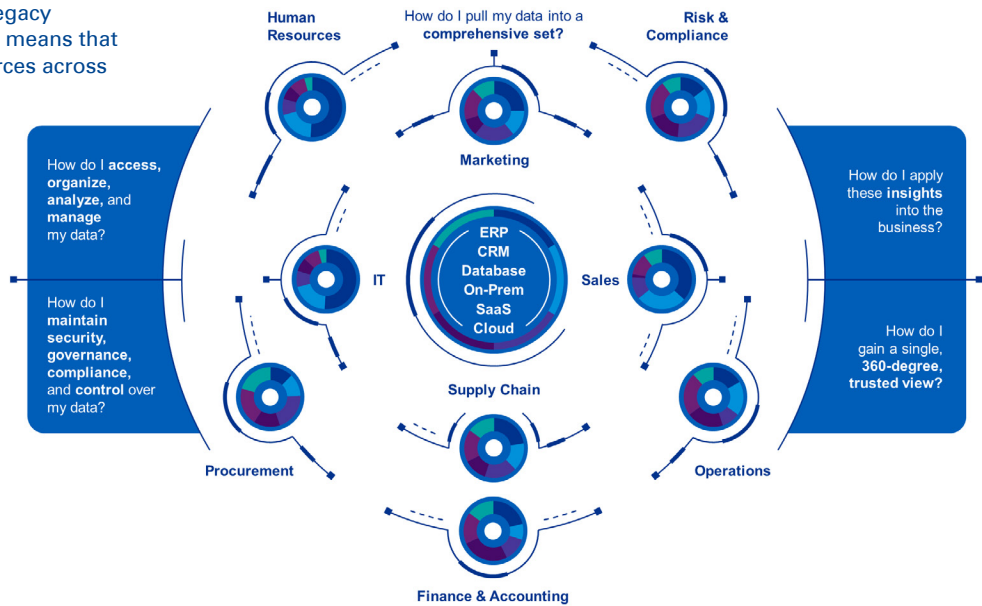 egacy
means that
rces across
Human
Resources
How do I pull my data into a
comprehensive set?
Risk &
Compliance
Marketing
How do I access,
organize,
analyze, and
manage
my data?
How do I
maintain
security,
governance,
compliance,
and control over
my data?
IT
ERP
CRM
Database
On-Prem
SaaS
Cloud
Sales
How do I apply
these insights
into the
business?
How do I
gain a single,
360-degree,
trusted view?
Supply Chain
Procurement
Operations
Finance & Accounting